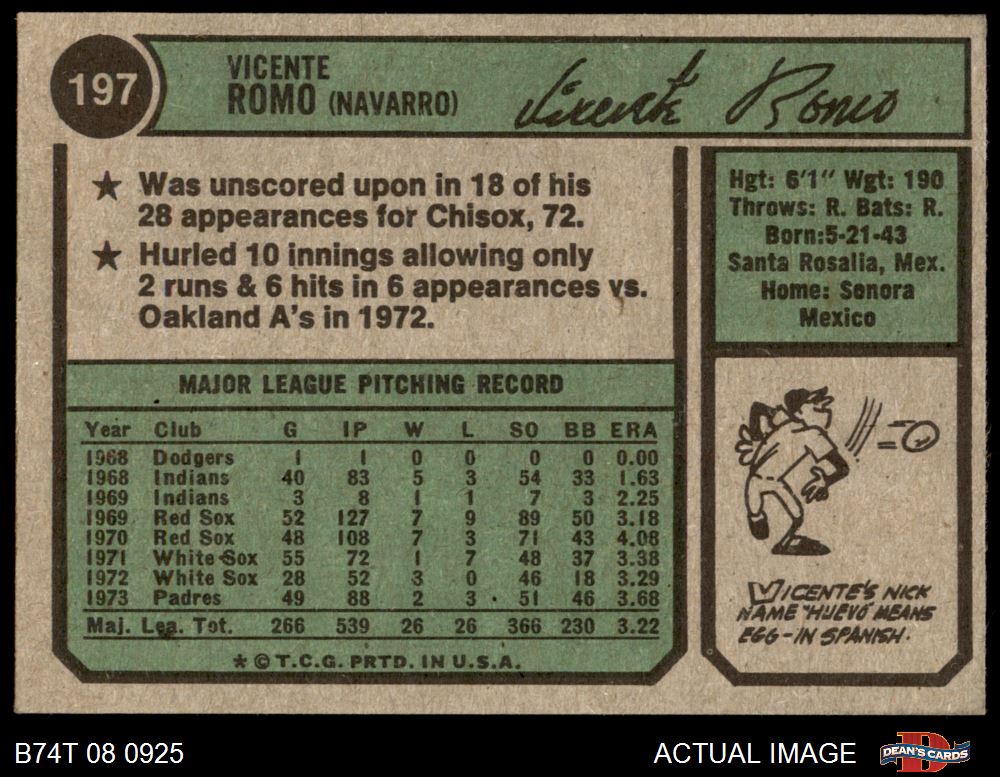 197
VICENTE
ROMO (NAVARRO)
Vicente Romo
★ Was unscored upon in 18 of his
28 appearances for Chisox, 72.
★ Hurled 10 innings allowing only
2 runs & 6 hits in 6 appearances vs.
Oakland A's in 1972.
Hgt: 6'1" Wgt: 190
Throws: R. Bats: R.
Born:5-21-43
Santa Rosalia, Mex.
Home: Sonora
Mexico
MAJOR LEAGUE PITCHING RECORD
Year Club G IP W L SO BB ERA
1968 Dodgers 1 1 0 0 0 0 0.00
1968 Indians 40 83 5 3 54 33 1.63
1969 Indians 3 8 1 1 7 3 2.25
1969 Red Sox 52 127 7 9 89 50 3.18
1970 Red Sox 48 108 7 3 71 43 4.08
1971 White Sox 55 72 1 7 48 37 3.38
1972 White Sox 28 52 3 0 46 18 3.29
1973 Padres 49 88 2 3 51 46 3.68
Maj. Lea. Tot. 266 539 26 26 366 230 3.22
★ © T.C.G. PRTD. IN U.S.A.
VICENTE'S NICK
NAME "HUEVO" MEANS
EGG-IN SPANISH.
B74T 08 0925
ACTUAL IMAGE
DEAN'S CARDS